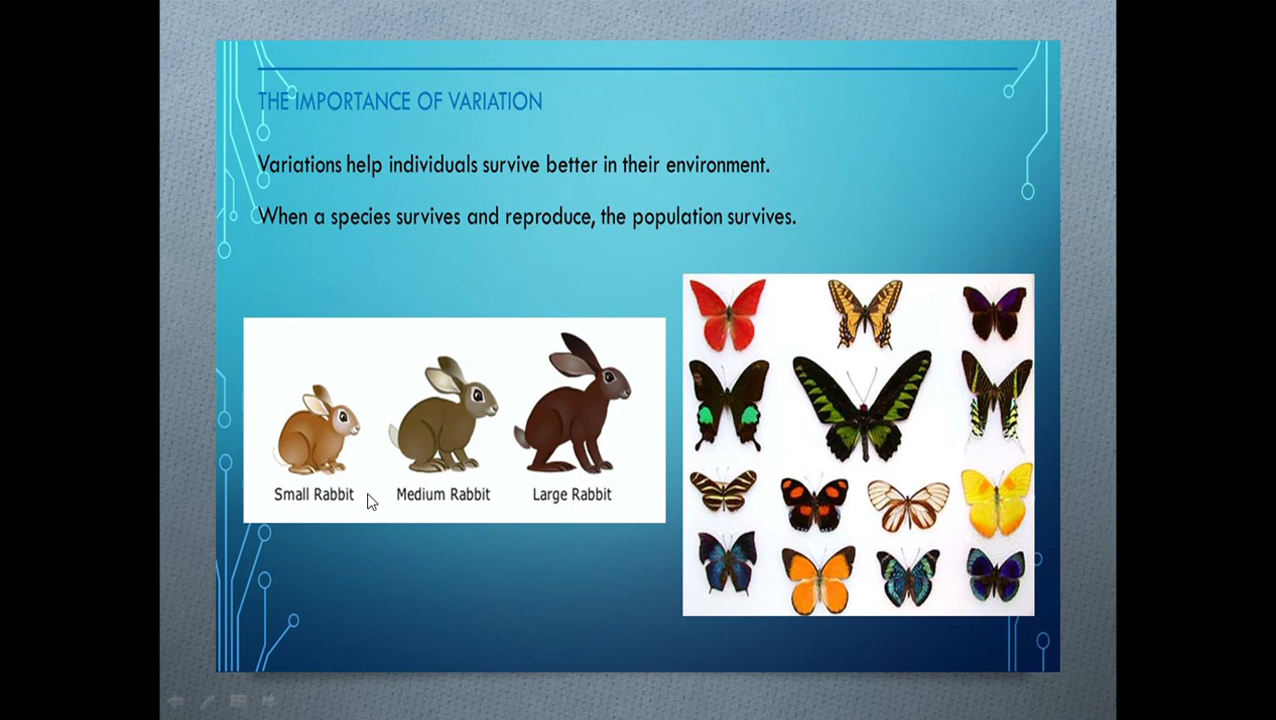 THE IMPORTANCE OF VARIATION
Variations help individuals survive better in their environment.
When a species survives and reproduce, the population survives.
Small Rabbit
Medium Rabbit
Large Rabbit